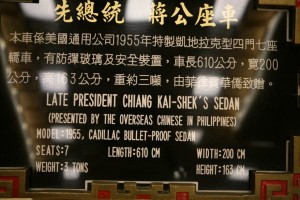 先總統 蔣公座車
本車係美國通用公司1955年特製凱地拉克型四門七座
轎車，有防彈玻璃及安全裝置，車長610公分，寬200
公分，高163公分，重約三噸，由菲律賓華僑致贈。
LATE PRESIDENT CHIANG KAI-SHEK'S SEDAN
(PRESENTED BY THE OVERSEAS CHINESE IN PHILIPPINES)
MODEL:1955, CADILLAC BULLET-PROOF SEDAN
SEATS:7 LENGTH:610 CM WIDTH:200 CM
WEIGHT:3 TONS HEIGHT:163 CM